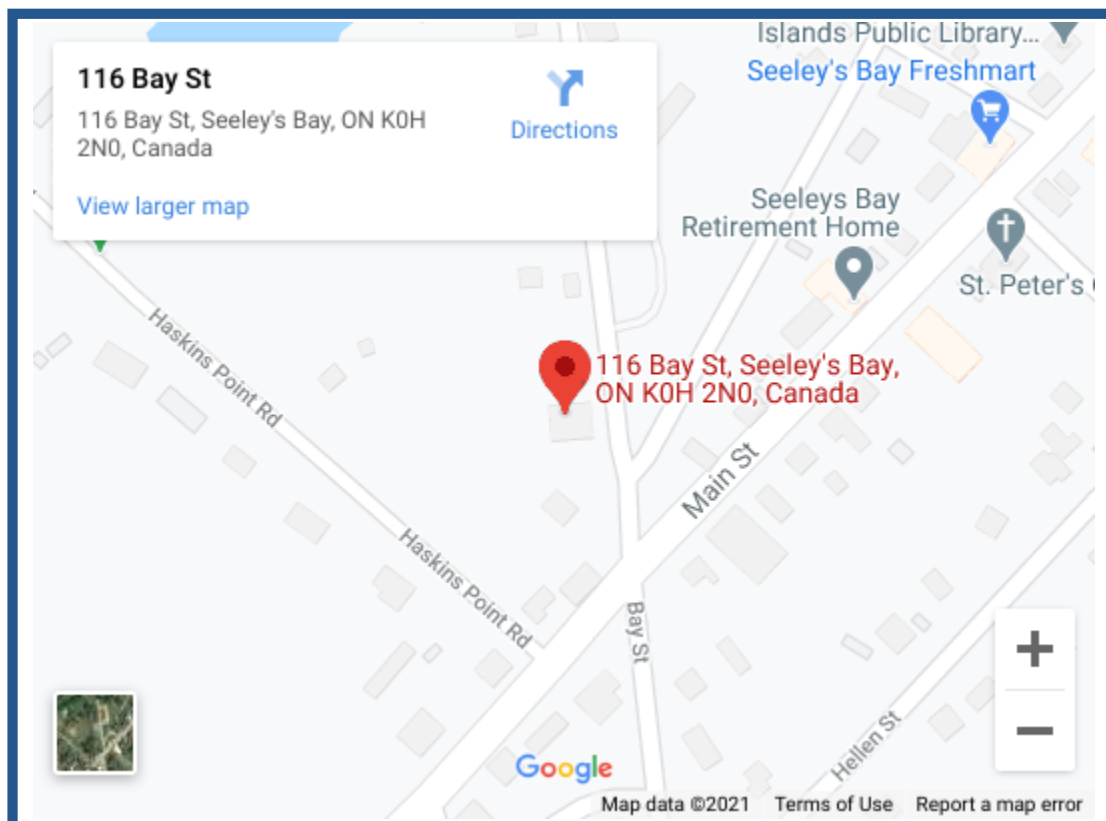 116 Bay St
116 Bay St, Seeley's Bay, ON K0H
2N0, Canada
Directions
View larger map
Islands Public Library...
Seeley's Bay Freshmart
Seeleys Bay
Retirement Home
St. Peter's
Haskins Point Rd
116 Bay St, Seeley's Bay,
ON K0H 2N0, Canada
Main St
Haskins Point Rd
Bay St
Hellen St
+
−
Google
Map data ©2021 Terms of Use Report a map error